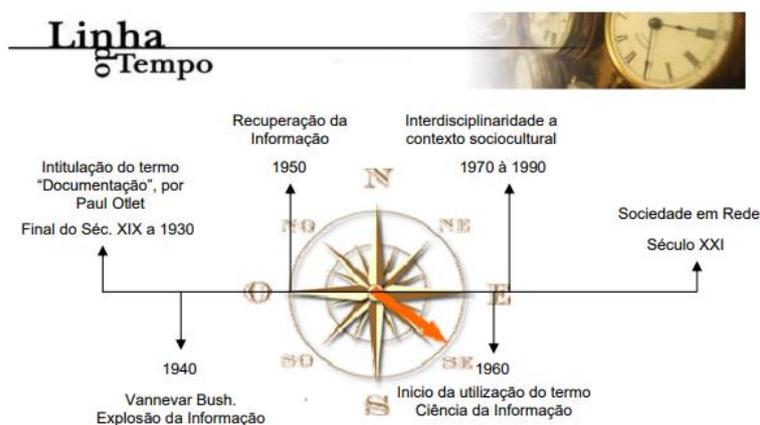 Linha
do
Tempo
Recuperação da
Informação
1950
Interdisciplinaridade a
contexto sociocultural
1970 à 1990
Intitulação do termo
“Documentação”, por
Paul Otlet
Final do Séc. XIX a 1930
Sociedade em Rede
Século XXI
N
NO
NE
O
E
SO
SE
S
1940
Vannevar Bush.
Explosão da Informação
1960
Inicio da utilização do termo
Ciência da Informação